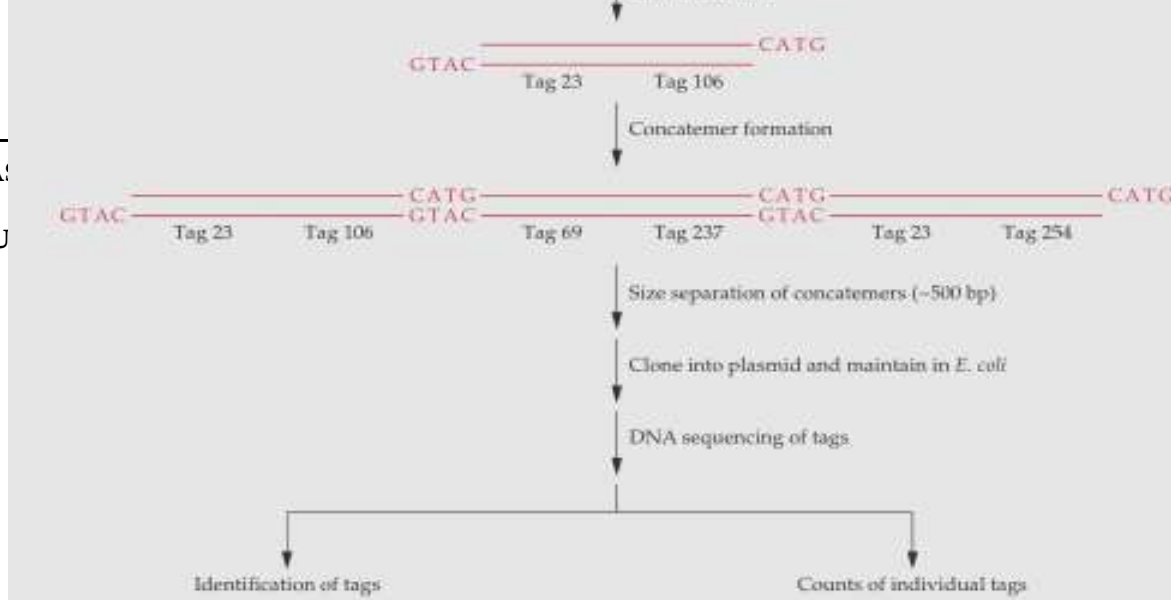 CATG
GTAC
Tag 23 Tag 106
Concatemer formation
CATG CATG CATG
GTAC GTAC GTAC
Tag 23 Tag 106 Tag 69 Tag 237 Tag 23 Tag 254
Size separation of concatemers (~500 bp)
Clone into plasmid and maintain in E. coli
DNA sequencing of tags
Identification of tags Counts of individual tags